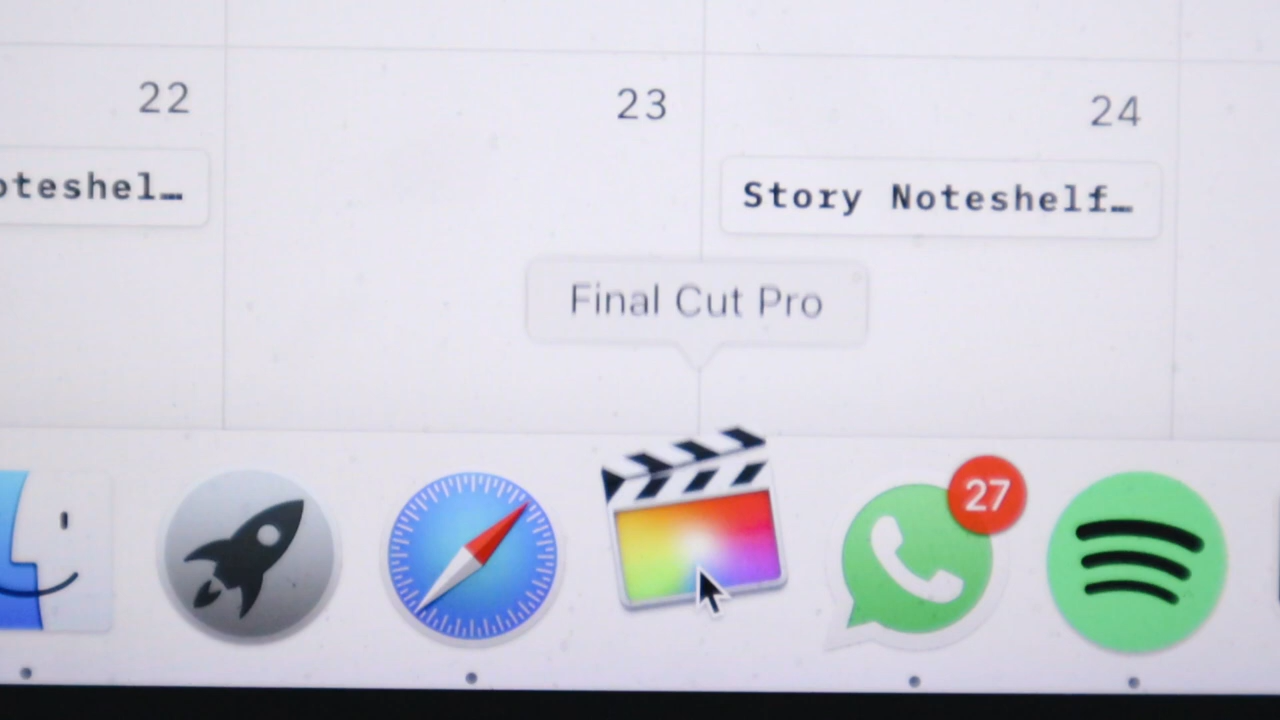 22
23
24
oteshel…
Story Noteshelf…
Final Cut Pro
27